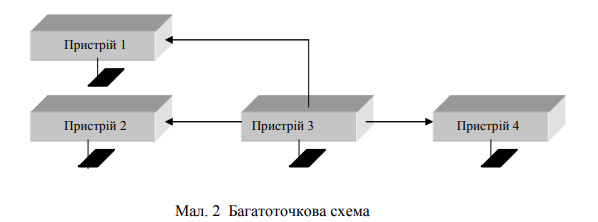 Пристрій 1
Пристрій 2
Пристрій 3
Пристрій 4
Мал. 2 Багатоточкова схема